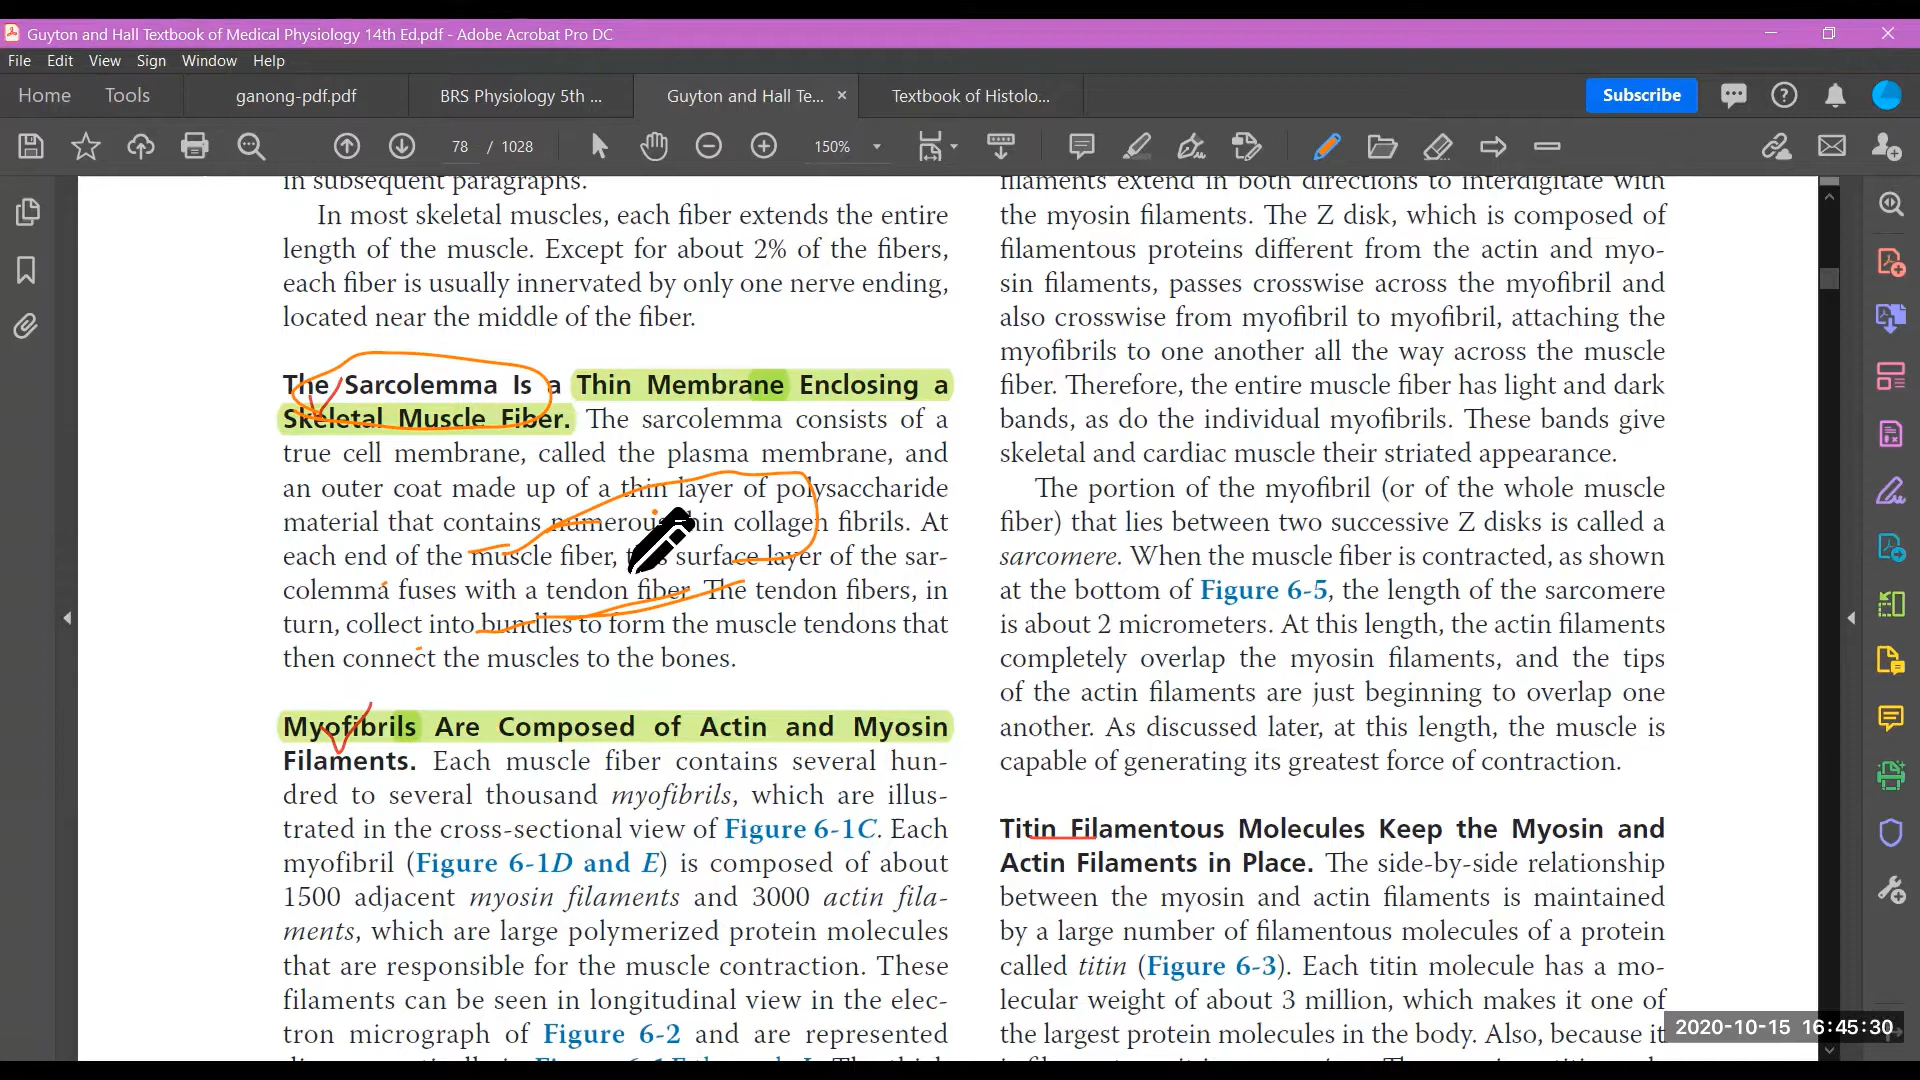 Guyton and Hall Textbook of Medical Physiology 14th Ed.pdf - Adobe Acrobat Pro DC
File Edit View Sign Window Help
Home Tools ganong-pdf.pdf BRS Physiology 5th ... Guyton and Hall Te... × Textbook of Histolo... Subscribe
78 / 1028 150%
in subsequent paragraphs.
In most skeletal muscles, each fiber extends the entire
length of the muscle. Except for about 2% of the fibers,
each fiber is usually innervated by only one nerve ending,
located near the middle of the fiber.
The Sarcolemma Is a Thin Membrane Enclosing a
Skeletal Muscle Fiber. The sarcolemma consists of a
true cell membrane, called the plasma membrane, and
an outer coat made up of a thin layer of polysaccharide
material that contains numerous thin collagen fibrils. At
each end of the muscle fiber, this surface layer of the sar-
colemma fuses with a tendon fiber. The tendon fibers, in
turn, collect into bundles to form the muscle tendons that
then connect the muscles to the bones.
Myofibrils Are Composed of Actin and Myosin
Filaments. Each muscle fiber contains several hun-
dred to several thousand myofibrils, which are illus-
trated in the cross-sectional view of Figure 6-1C. Each
myofibril (Figure 6-1D and E) is composed of about
1500 adjacent myosin filaments and 3000 actin fila-
ments, which are large polymerized protein molecules
that are responsible for the muscle contraction. These
filaments can be seen in longitudinal view in the elec-
tron micrograph of Figure 6-2 and are represented
filaments extend in both directions to interdigitate with
the myosin filaments. The Z disk, which is composed of
filamentous proteins different from the actin and myo-
sin filaments, passes crosswise across the myofibril and
also crosswise from myofibril to myofibril, attaching the
myofibrils to one another all the way across the muscle
fiber. Therefore, the entire muscle fiber has light and dark
bands, as do the individual myofibrils. These bands give
skeletal and cardiac muscle their striated appearance.
The portion of the myofibril (or of the whole muscle
fiber) that lies between two successive Z disks is called a
sarcomere. When the muscle fiber is contracted, as shown
at the bottom of Figure 6-5, the length of the sarcomere
is about 2 micrometers. At this length, the actin filaments
completely overlap the myosin filaments, and the tips
of the actin filaments are just beginning to overlap one
another. As discussed later, at this length, the muscle is
capable of generating its greatest force of contraction.
Titin Filamentous Molecules Keep the Myosin and
Actin Filaments in Place. The side-by-side relationship
between the myosin and actin filaments is maintained
by a large number of filamentous molecules of a protein
called titin (Figure 6-3). Each titin molecule has a mo-
lecular weight of about 3 million, which makes it one of
the largest protein molecules in the body. Also, because it
2020-10-15 16:45:30